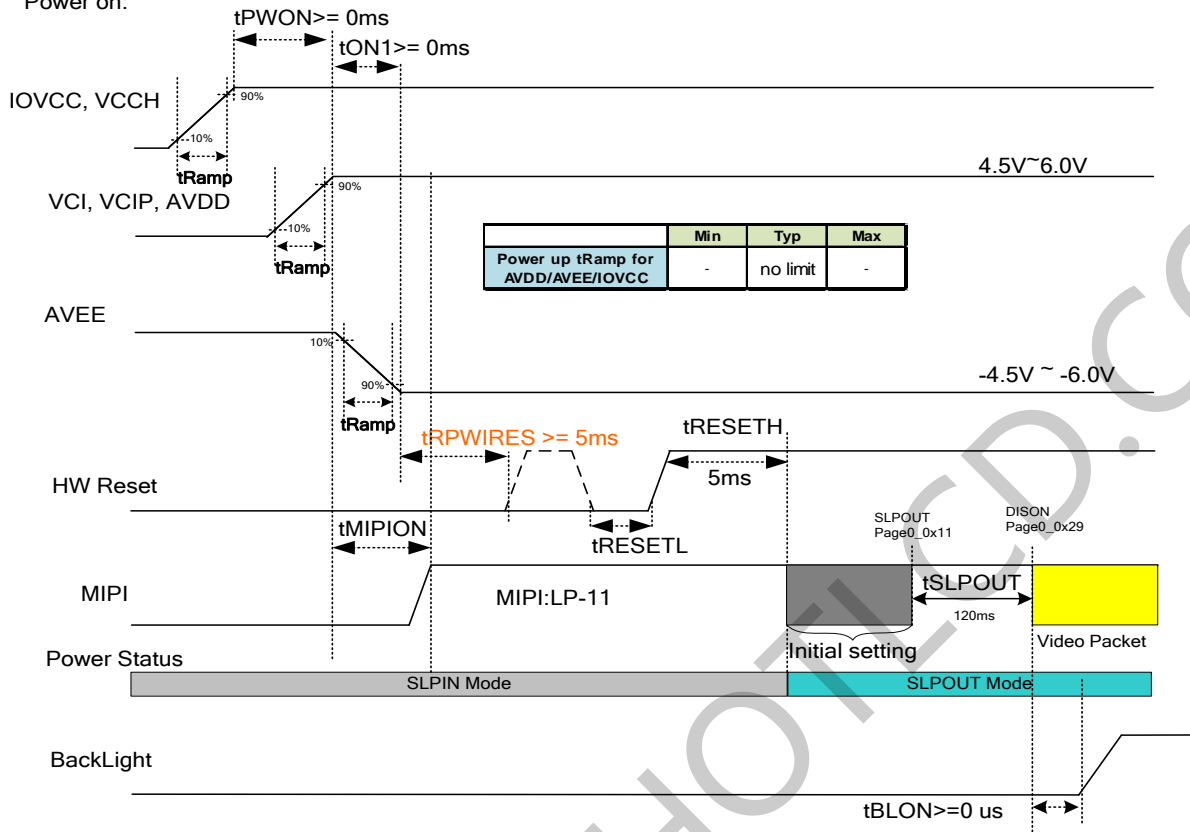 Power on:
tPWON>= 0ms
tON1>= 0ms
IOVCC, VCCH
90%
10%
tRamp
4.5V~6.0V
VCI, VCIP, AVDD
90%
10%
tRamp
Min Typ Max
Power up tRamp for AVDD/AVEE/IOVCC - no limit -
AVEE
10%
90%
-4.5V ~ -6.0V
tRamp
tRPWIRES >= 5ms
tRESETH
5ms
HW Reset
tRESETL
tMIPION
SLPOUT
Page0_0x11
DISON
Page0_0x29
MIPI
MIPI:LP-11
tSLPOUT
120ms
Initial setting
Video Packet
Power Status
SLPIN Mode
SLPOUT Mode
BackLight
tBLON>=0 us
HOTLCD.C